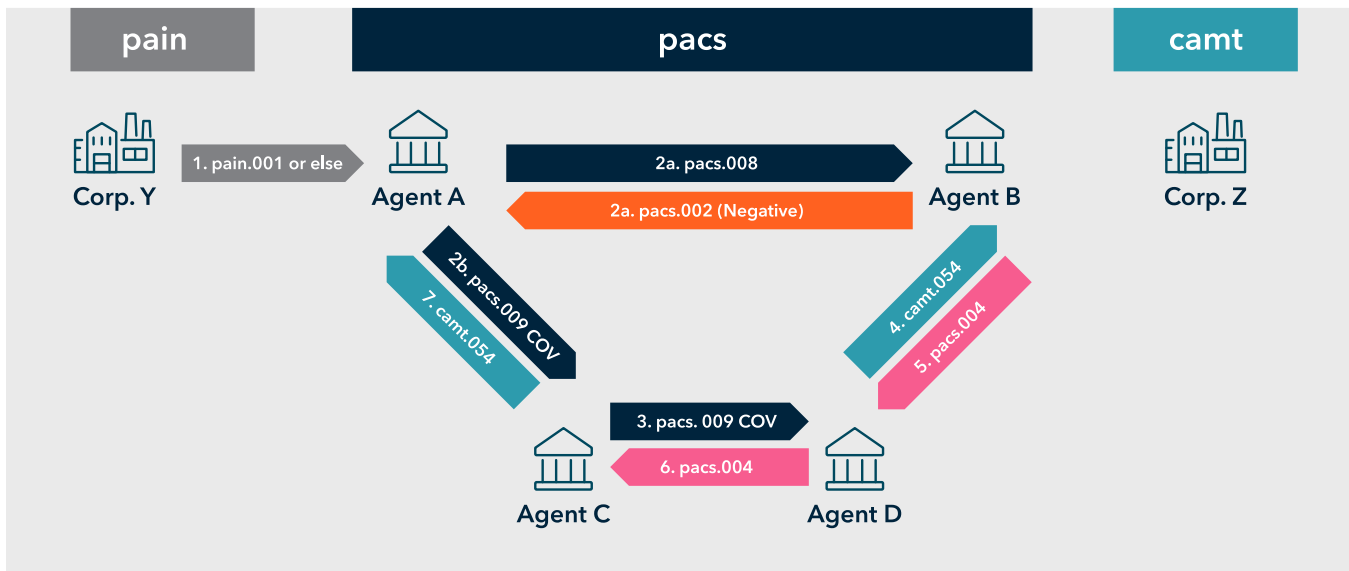 pain
pacs
camt
1. pain.001 or else
2a. pacs.008
Corp. Y
Agent A
Agent B
Corp. Z
2a. pacs.002 (Negative)
2b. pacs.009 COV
7. camt.054
4. camt.054
5. pacs.004
3. pacs. 009 COV
6. pacs.004
Agent C
Agent D